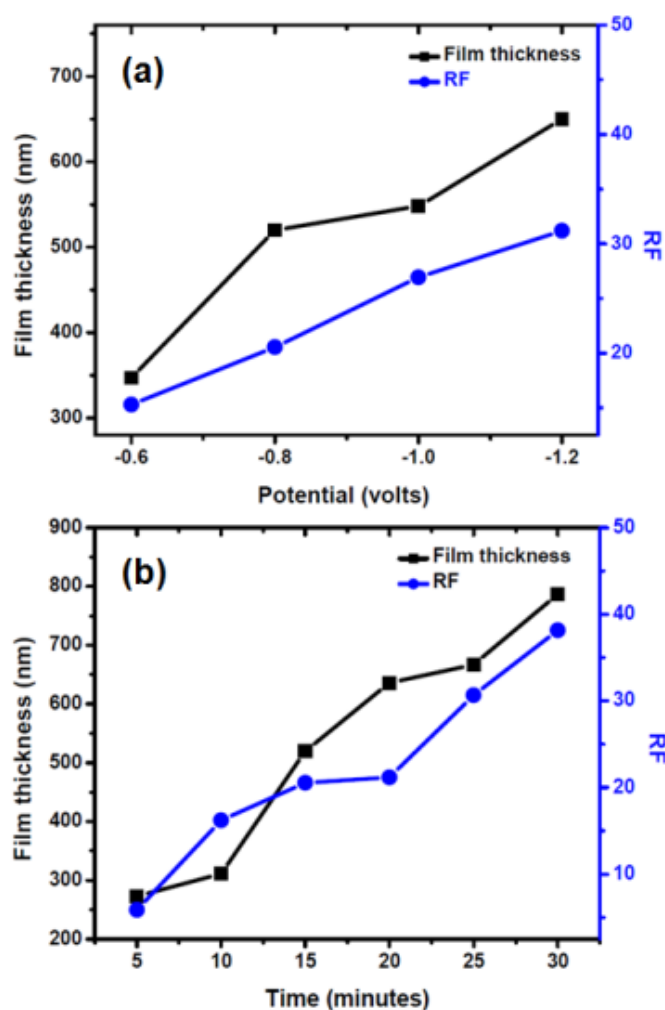 (a)
Film thickness
RF
Film thickness (nm)
700
600
500
400
300
50
40
30
20
RF
-0.6 -0.8 -1.0 -1.2
Potential (volts)
(b)
Film thickness
RF
Film thickness (nm)
900
800
700
600
500
400
300
200
50
40
30
20
10
RF
5 10 15 20 25 30
Time (minutes)